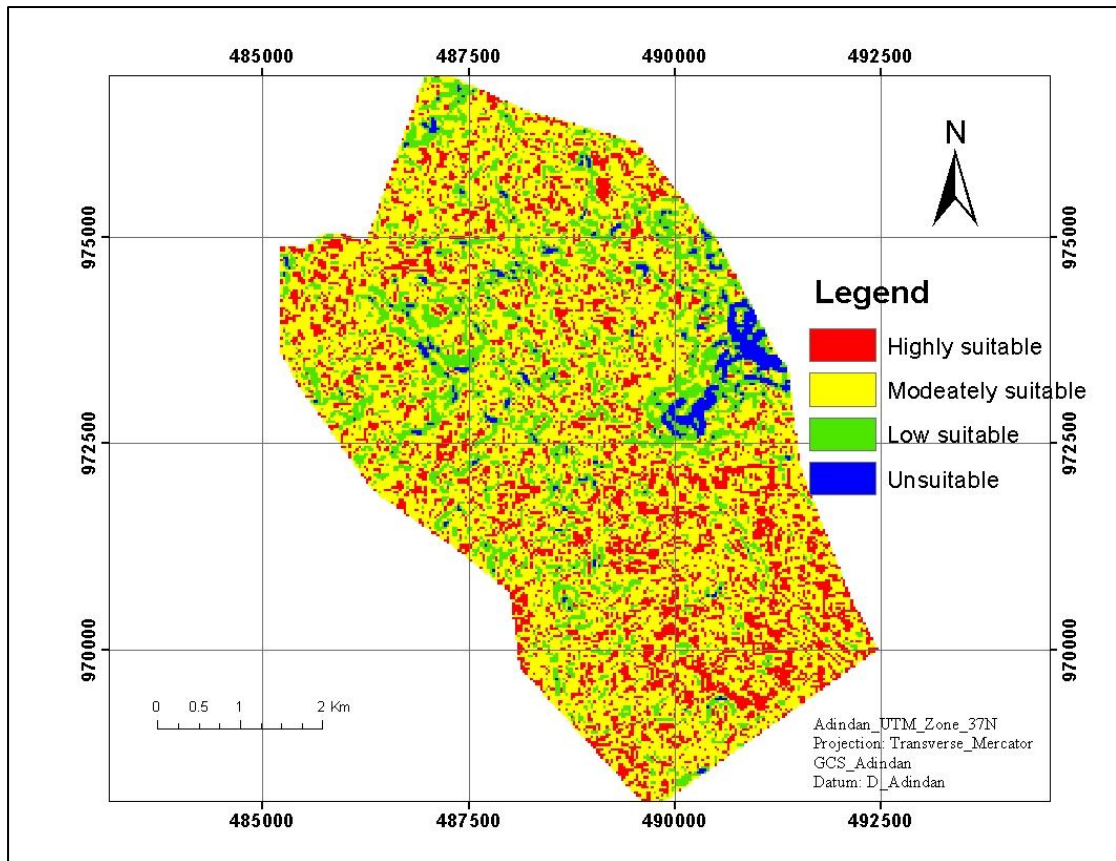 485000 487500 490000 492500
N
975000 975000
Legend
Highly suitable
Modeately suitable
Low suitable
Unsuitable
972500 972500
970000 970000
0 0.5 1 2 Km
Adindan_UTM_Zone_37N
Projection: Transverse_Mercator
GCS_Adindan
Datum: D_Adindan
485000 487500 490000 492500